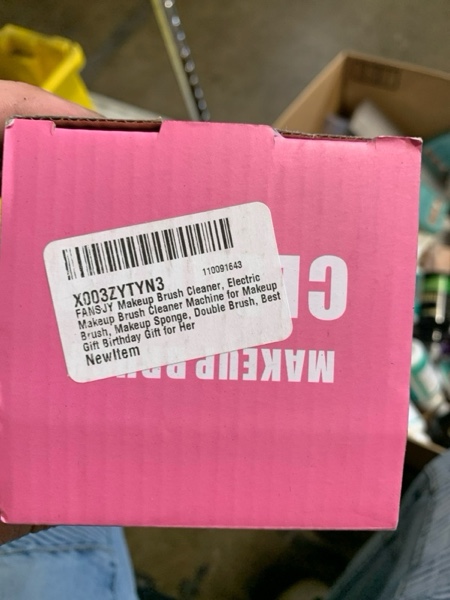 110091643
X003ZYTYN3
FANSJY Makeup Brush Cleaner, Electric
Makeup Brush Cleaner Machine for Makeup
Brush, Makeup Sponge, Double Brush, Best
Gift Birthday Gift for Her
NewItem
MAKEUP